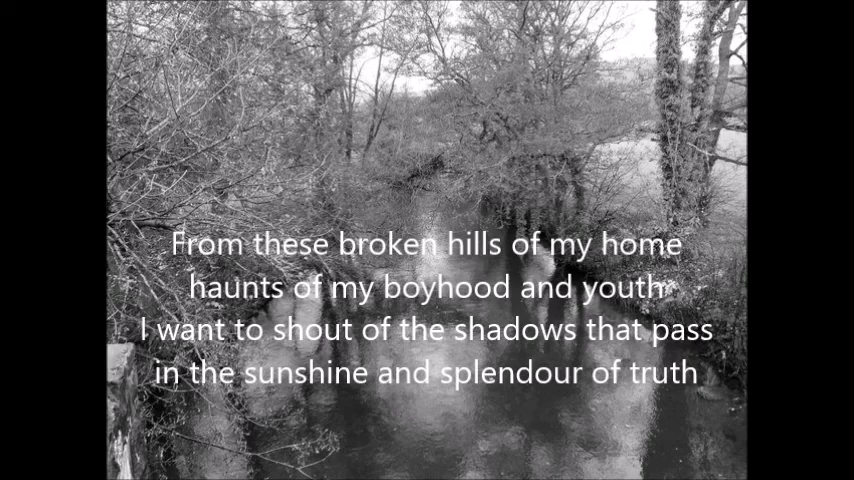 From these broken hills of my home
haunts of my boyhood and youth
I want to shout of the shadows that pass
in the sunshine and splendour of truth